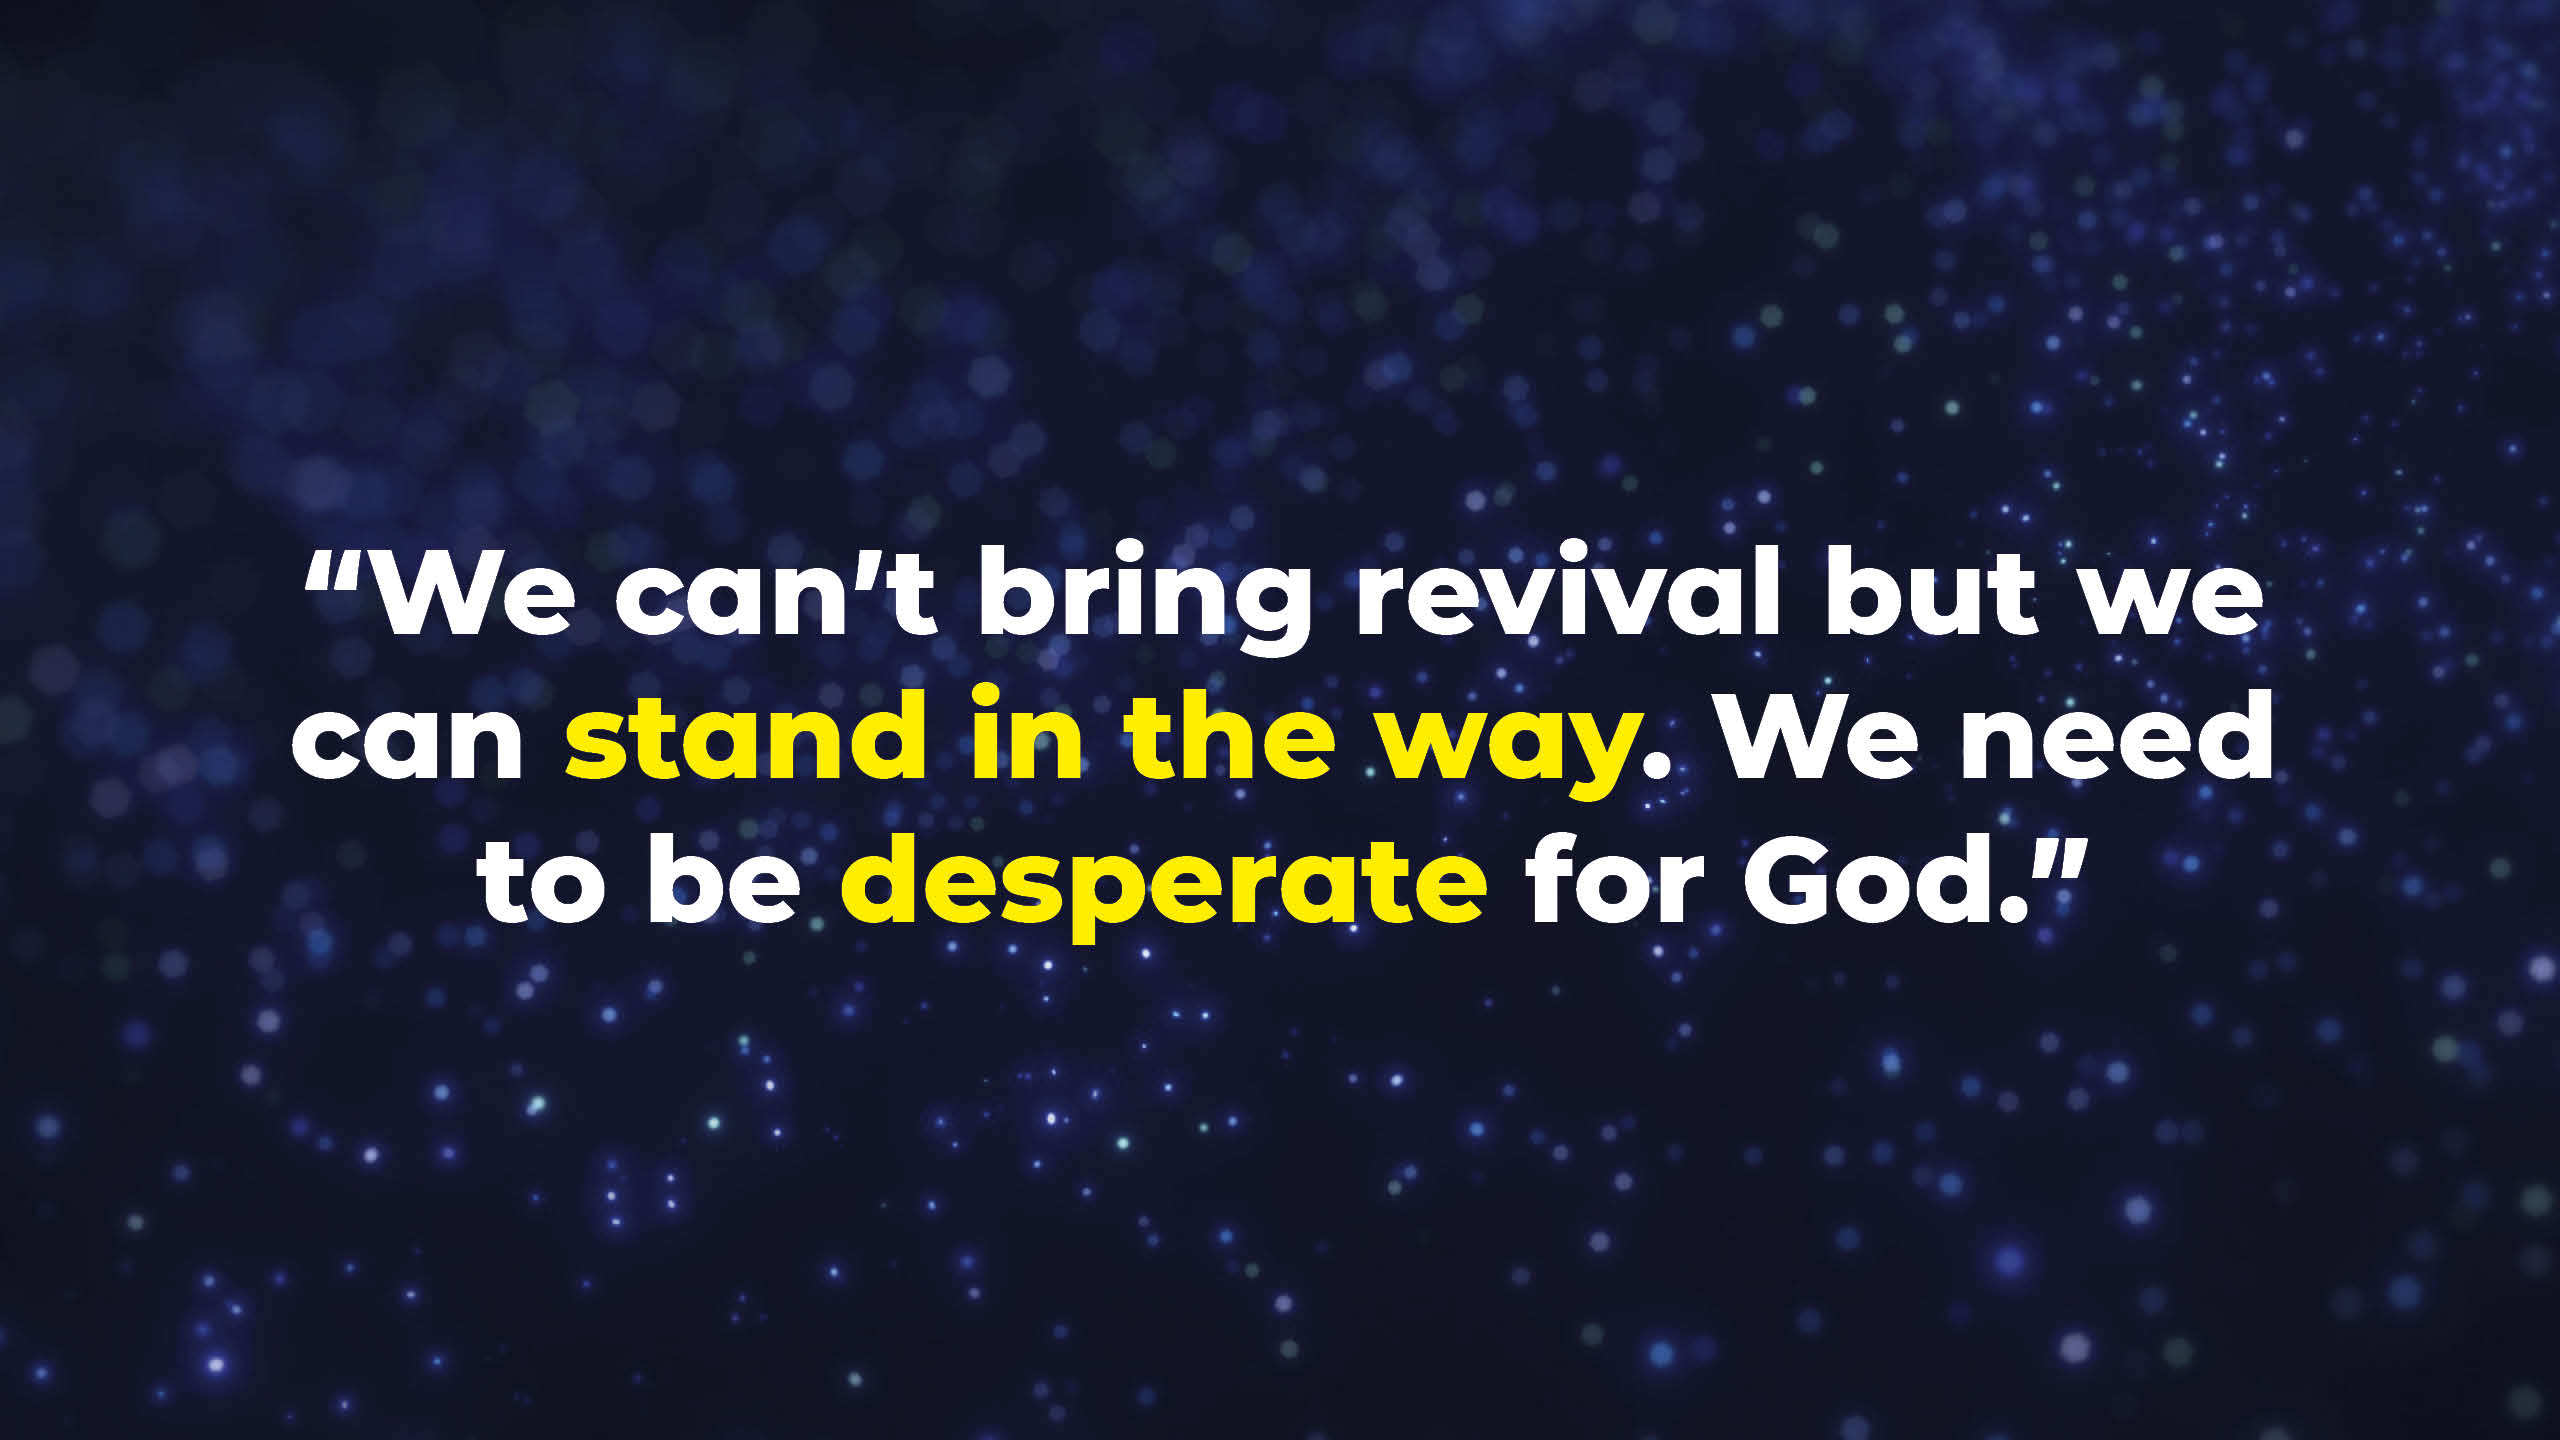 “We can’t bring revival but we
can stand in the way. We need
to be desperate for God.”